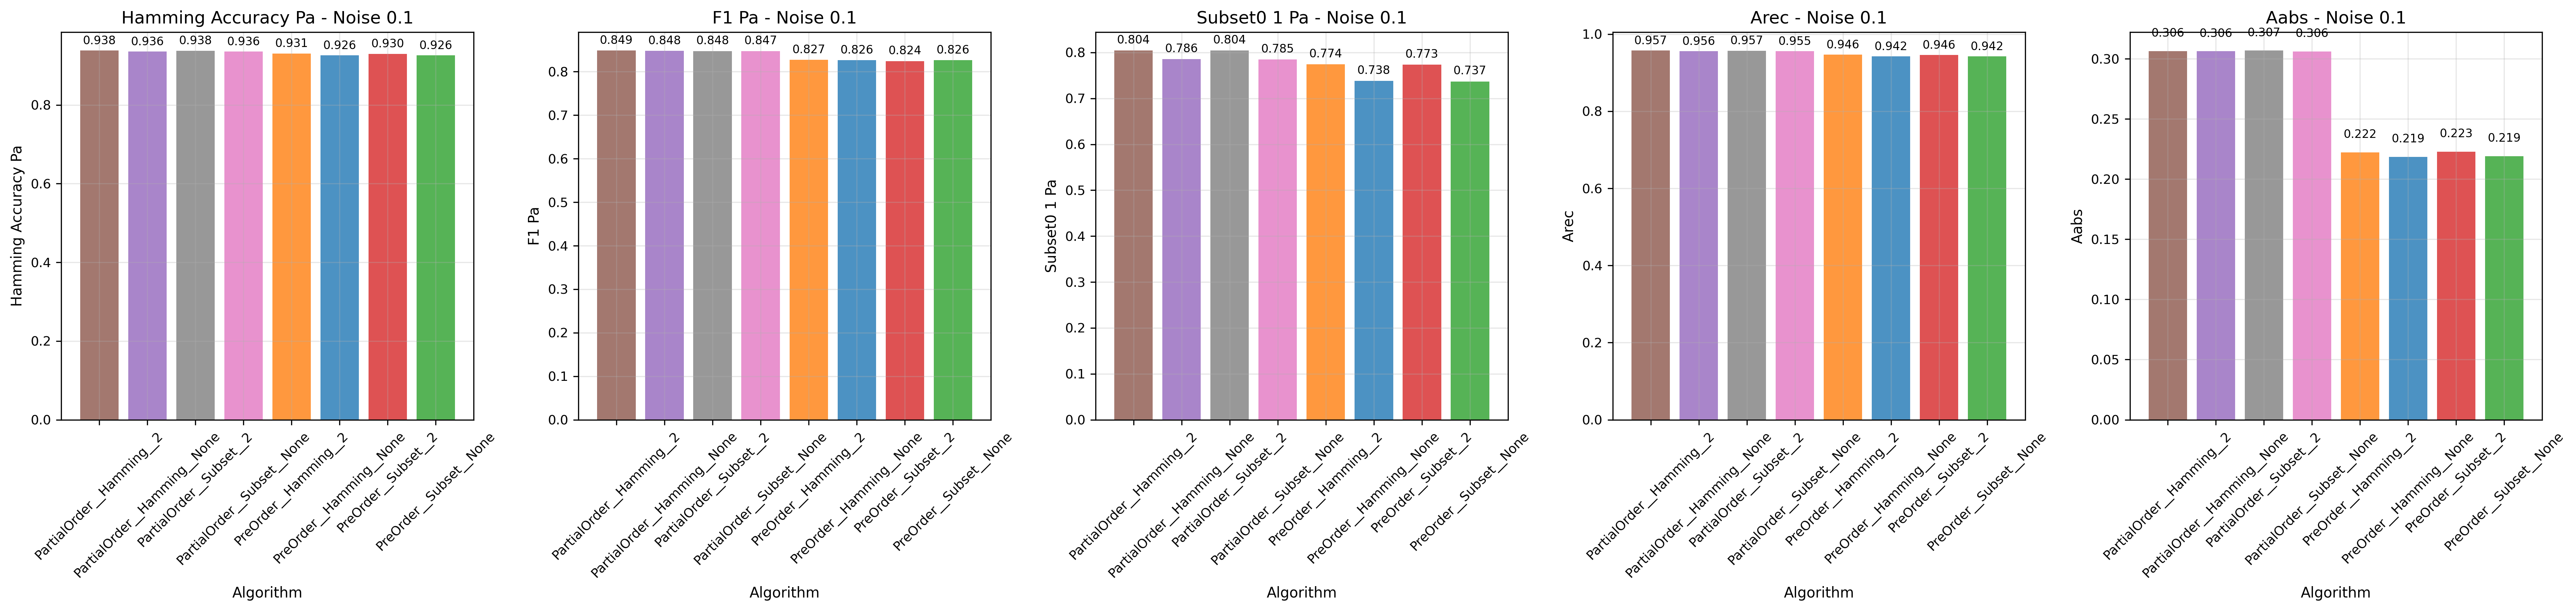 Hamming Accuracy Pa - Noise 0.1
Hamming Accuracy Pa
0.8
0.6
0.4
0.2
0.0
0.938
0.936
0.938
0.936
0.931
0.926
0.930
0.926
PartialOrder__Hamming__2
PartialOrder__Hamming__None
PartialOrder__Subset__2
PartialOrder__Subset__None
PreOrder__Hamming__2
PreOrder__Hamming__None
PreOrder__Subset__2
PreOrder__Subset__None
Algorithm
F1 Pa - Noise 0.1
F1 Pa
0.8
0.7
0.6
0.5
0.4
0.3
0.2
0.1
0.0
0.849
0.848
0.848
0.847
0.827
0.826
0.824
0.826
PartialOrder__Hamming__2
PartialOrder__Hamming__None
PartialOrder__Subset__2
PartialOrder__Subset__None
PreOrder__Hamming__2
PreOrder__Hamming__None
PreOrder__Subset__2
PreOrder__Subset__None
Algorithm
Subset0 1 Pa - Noise 0.1
Subset0 1 Pa
0.8
0.7
0.6
0.5
0.4
0.3
0.2
0.1
0.0
0.804
0.786
0.804
0.785
0.774
0.738
0.773
0.737
PartialOrder__Hamming__2
PartialOrder__Hamming__None
PartialOrder__Subset__2
PartialOrder__Subset__None
PreOrder__Hamming__2
PreOrder__Hamming__None
PreOrder__Subset__2
PreOrder__Subset__None
Algorithm
Arec - Noise 0.1
Arec
1.0
0.8
0.6
0.4
0.2
0.0
0.957
0.956
0.957
0.955
0.946
0.942
0.946
0.942
PartialOrder__Hamming__2
PartialOrder__Hamming__None
PartialOrder__Subset__2
PartialOrder__Subset__None
PreOrder__Hamming__2
PreOrder__Hamming__None
PreOrder__Subset__2
PreOrder__Subset__None
Algorithm
Aabs - Noise 0.1
Aabs
0.30
0.25
0.20
0.15
0.10
0.05
0.00
0.306
0.306
0.307
0.306
0.222
0.219
0.223
0.219
PartialOrder__Hamming__2
PartialOrder__Hamming__None
PartialOrder__Subset__2
PartialOrder__Subset__None
PreOrder__Hamming__2
PreOrder__Hamming__None
PreOrder__Subset__2
PreOrder__Subset__None
Algorithm